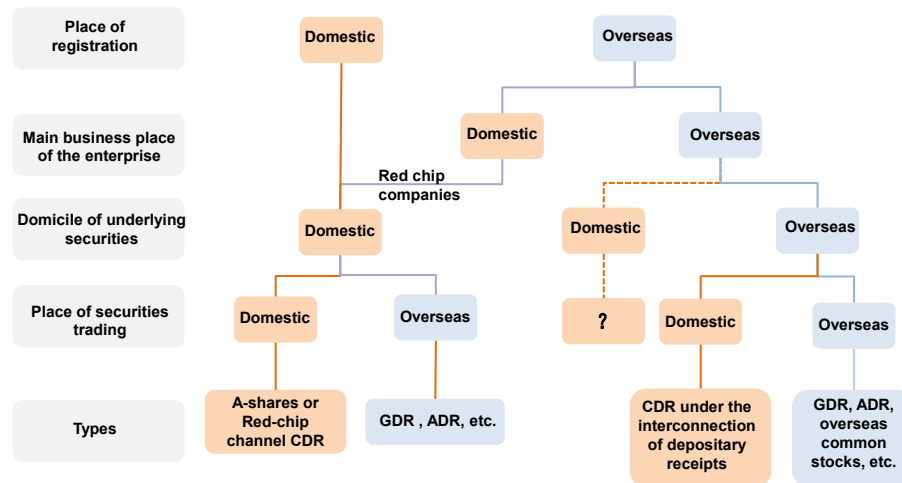 Place of
registration
Domestic
Overseas
Main business place
of the enterprise
Domestic
Overseas
Red chip
companies
Domicile of underlying
securities
Domestic
Domestic
Overseas
Place of securities
trading
Domestic
Overseas
?
Domestic
Overseas
Types
A-shares or
Red-chip
channel CDR
GDR , ADR, etc.
CDR under the
interconnection
of depositary
receipts
GDR, ADR,
overseas
common
stocks, etc.